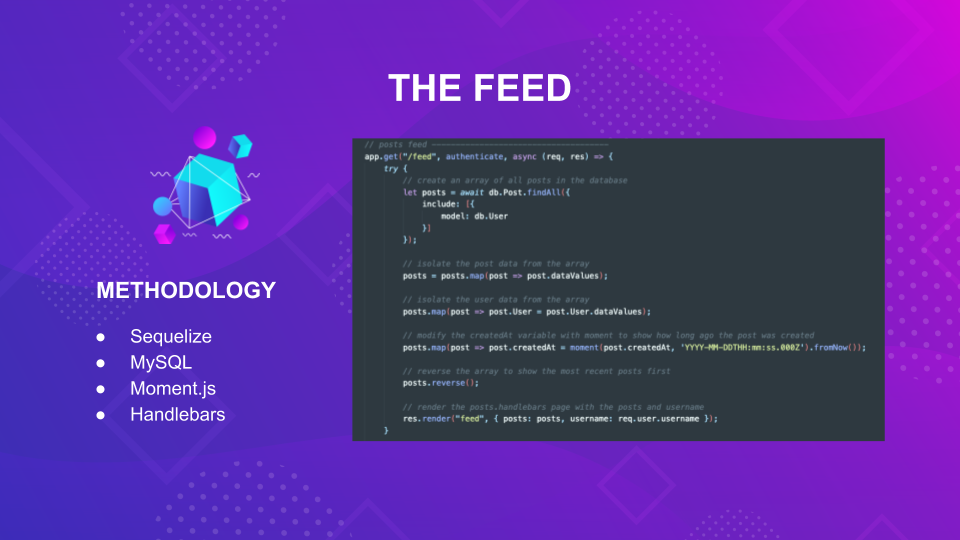 THE FEED
METHODOLOGY
● Sequelize
● MySQL
● Moment.js
● Handlebars
// posts feed ----------------------------------------
app.get("/feed", authenticate, async (req, res) => {
try {
// create an array of all posts in the database
let posts = await db.Post.findAll({
include: [{
model: db.User
}]
});
// isolate the post data from the array
posts = posts.map(post => post.dataValues);
// isolate the user data from the array
posts.map(post => post.User = post.User.dataValues);
// modify the createdAt variable with moment to show how long ago the post was created
posts.map(post => post.createdAt = moment(post.createdAt, 'YYYY-MM-DDTHH:mm:ss.000Z').fromNow());
// reverse the array to show the most recent posts first
posts.reverse();
// render the posts.handlebars page with the posts and username
res.render("feed", { posts: posts, username: req.user.username });
}